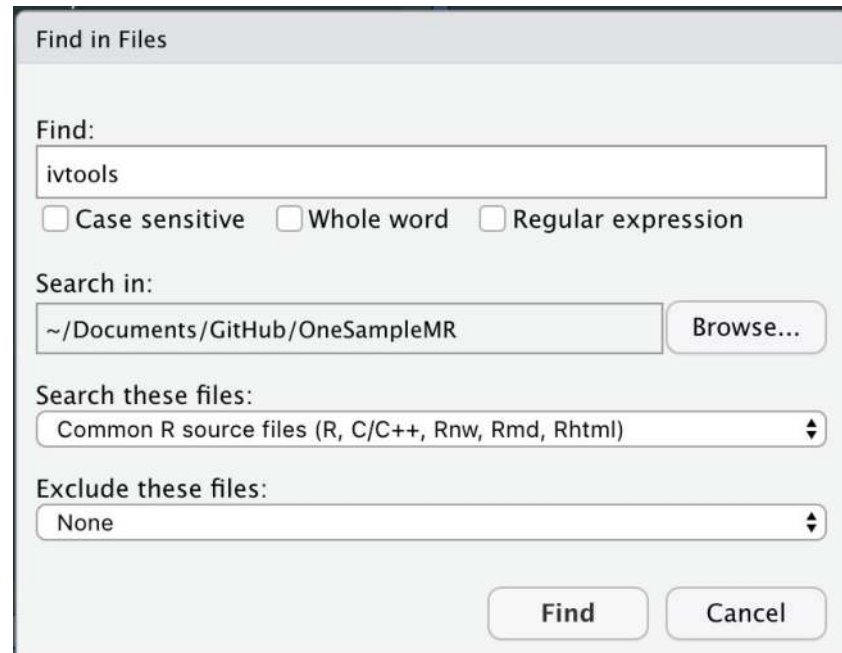 Find in Files
Find:
ivtools
Case sensitive Whole word Regular expression
Search in:
~/Documents/GitHub/OneSampleMR Browse...
Search these files:
Common R source files (R, C/C++, Rnw, Rmd, Rhtml)
Exclude these files:
None
Find Cancel